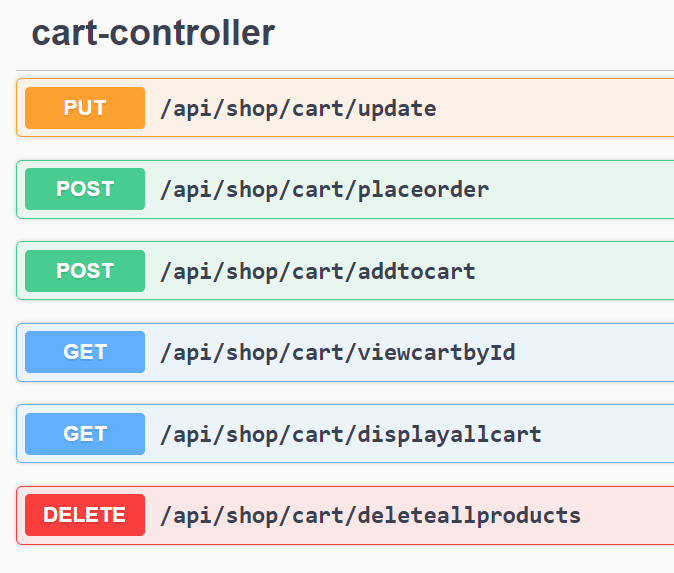 cart-controller
PUT /api/shop/cart/update
POST /api/shop/cart/placeorder
POST /api/shop/cart/addtocart
GET /api/shop/cart/viewcartbyId
GET /api/shop/cart/displayallcart
DELETE /api/shop/cart/deleteallproducts